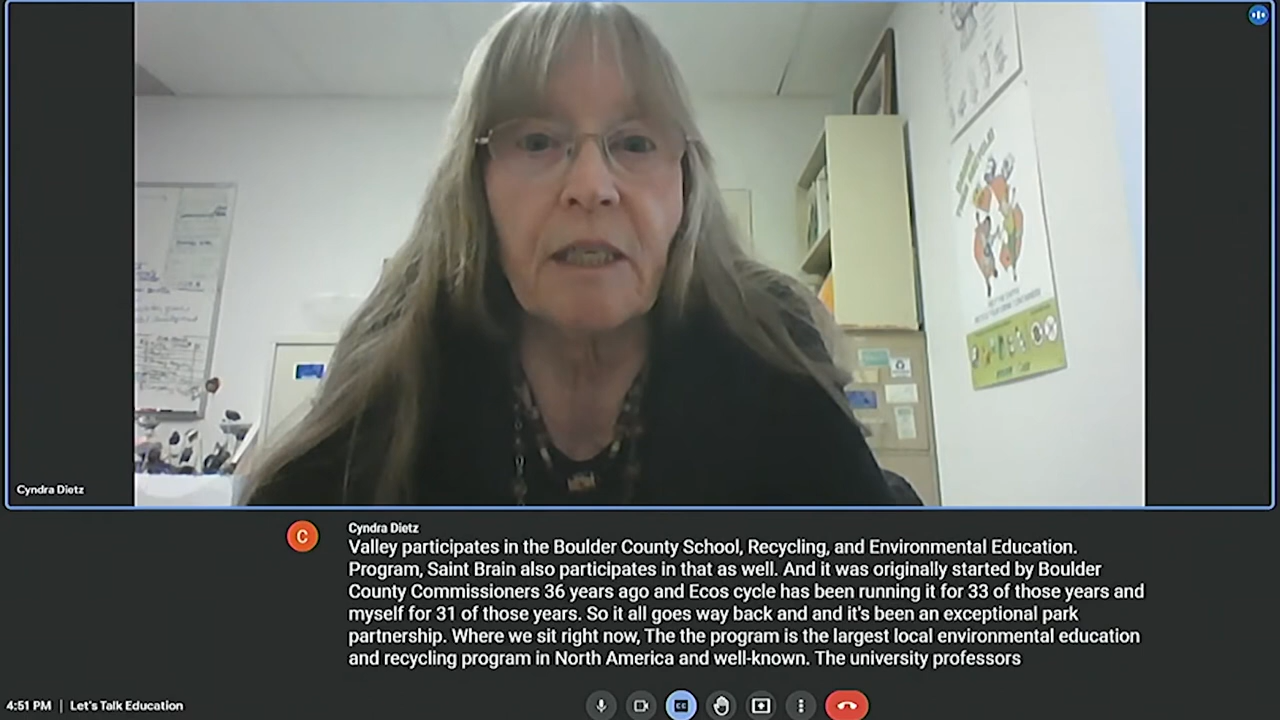 Cyndra Dietz
C
Cyndra Dietz
Valley participates in the Boulder County School, Recycling, and Environmental Education.
Program, Saint Brain also participates in that as well. And it was originally started by Boulder
County Commissioners 36 years ago and Ecos cycle has been running it for 33 of those years and
myself for 31 of those years. So it all goes way back and and it's been an exceptional park
partnership. Where we sit right now, The the program is the largest local environmental education
and recycling program in North America and well-known. The university professors
4:51 PM | Let's Talk Education